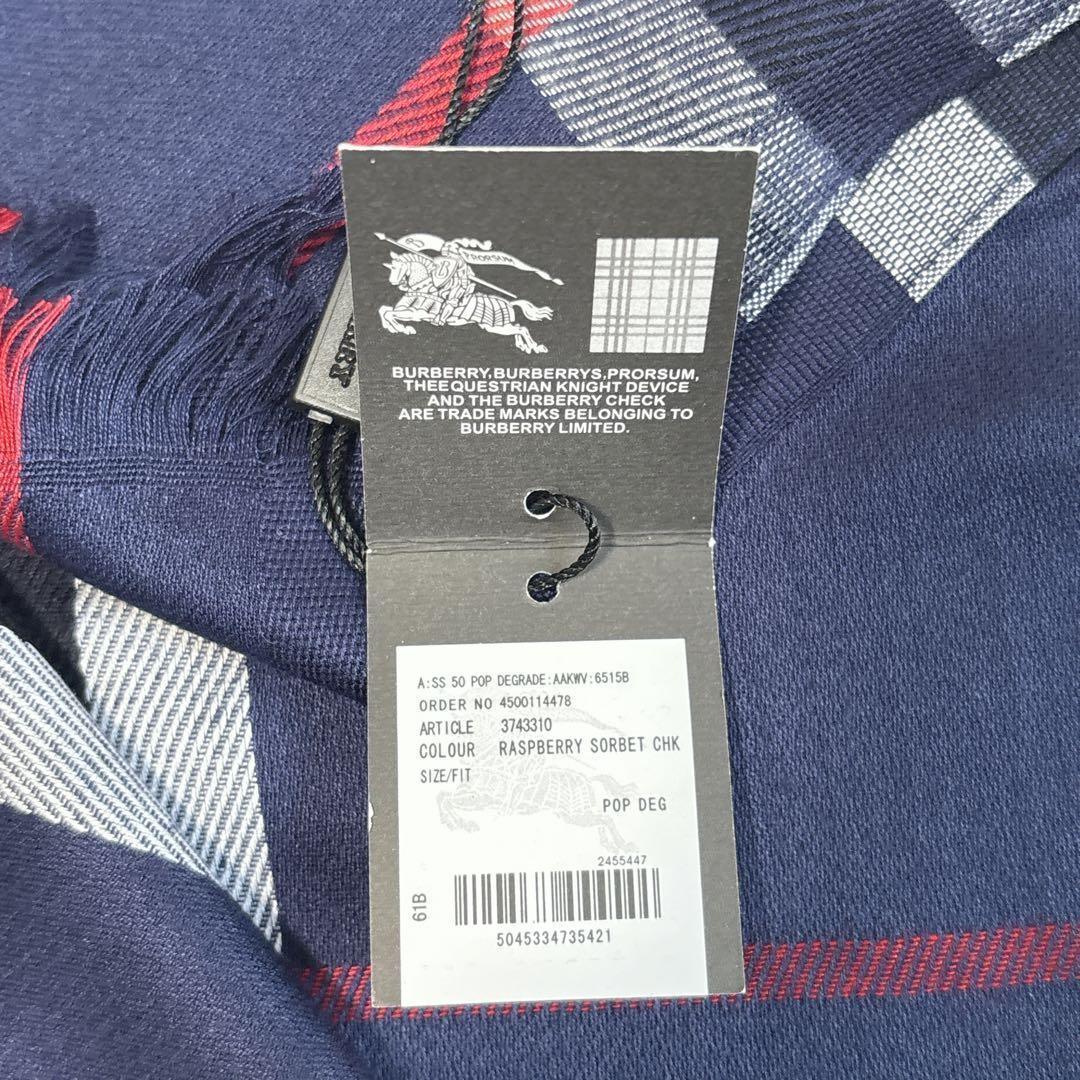 PRORSUM
BURBERRY,BURBERRYS,PRORSUM,
THEEQUESTRIAN KNIGHT DEVICE
AND THE BURBERRY CHECK
ARE TRADE MARKS BELONGING TO
BURBERRY LIMITED.
A:SS 50 POP DEGRADE:AAKWV:6515B
ORDER NO 4500114478
ARTICLE 3743310
COLOUR RASPBERRY SORBET CHK
SIZE/FIT
POP DEG
2455447
61B
5045334735421